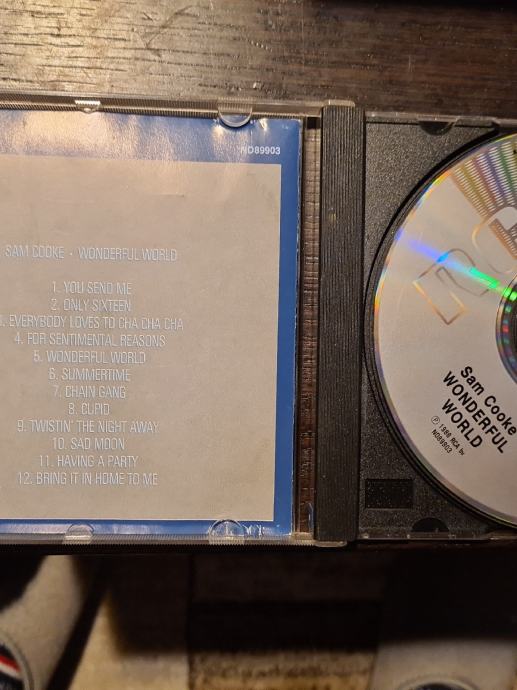 ND89903
SAM COOKE • WONDERFUL WORLD
1. YOU SEND ME
2. ONLY SIXTEEN
3. EVERYBODY LOVES TO CHA CHA CHA
4. FOR SENTIMENTAL REASONS
5. WONDERFUL WORLD
6. SUMMERTIME
7. CHAIN GANG
8. CUPID
9. TWISTIN' THE NIGHT AWAY
10. SAD MOON
11. HAVING A PARTY
12. BRING IT IN HOME TO ME
Sam Cooke
WONDERFUL
WORLD
RCA
ND89903